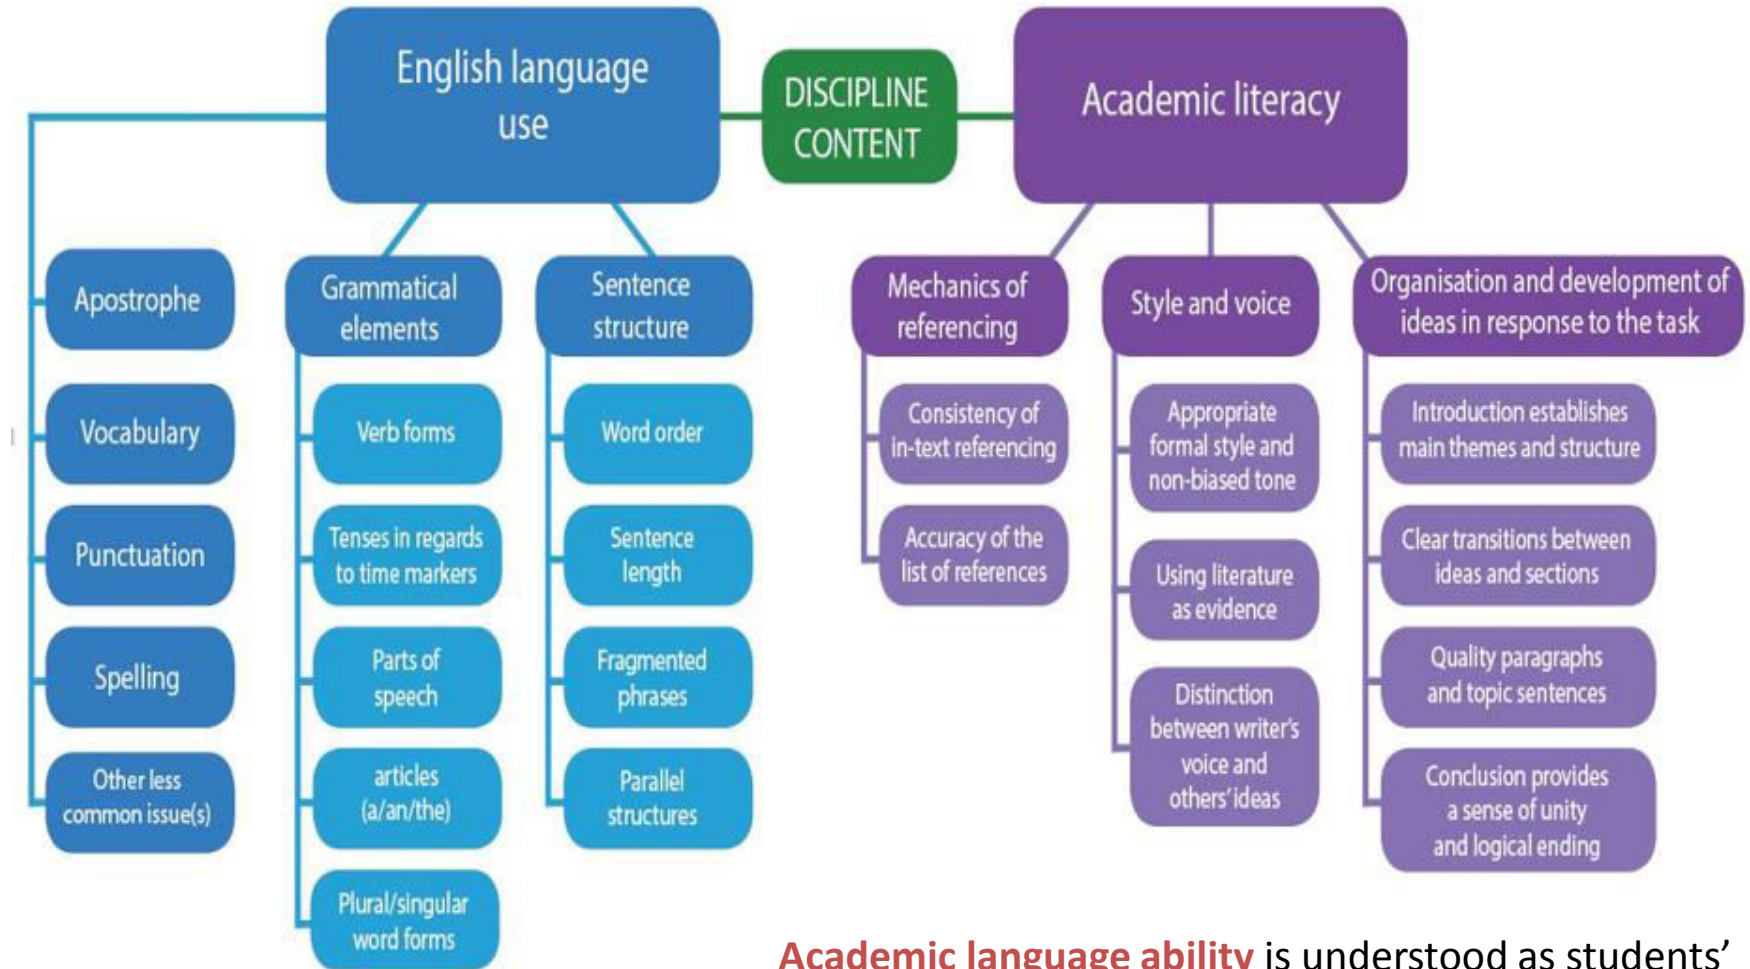 English language
use
DISCIPLINE
CONTENT
Academic literacy
Apostrophe
Vocabulary
Punctuation
Spelling
Other less
common issue(s)
Grammatical
elements
Verb forms
Tenses in regards
to time markers
Parts of
speech
articles
(a/an/the)
Plural/singular
word forms
Sentence
structure
Word order
Sentence
length
Fragmented
phrases
Parallel
structures
Mechanics of
referencing
Consistency of
in-text referencing
Accuracy of the
list of references
Style and voice
Appropriate
formal style and
non-biased tone
Using literature
as evidence
Distinction
between writer's
voice and
others' ideas
Organisation and development of
ideas in response to the task
Introduction establishes
main themes and structure
Clear transitions between
ideas and sections
Quality paragraphs
and topic sentences
Conclusion provides
a sense of unity
and logical ending
Academic language ability is understood as students'